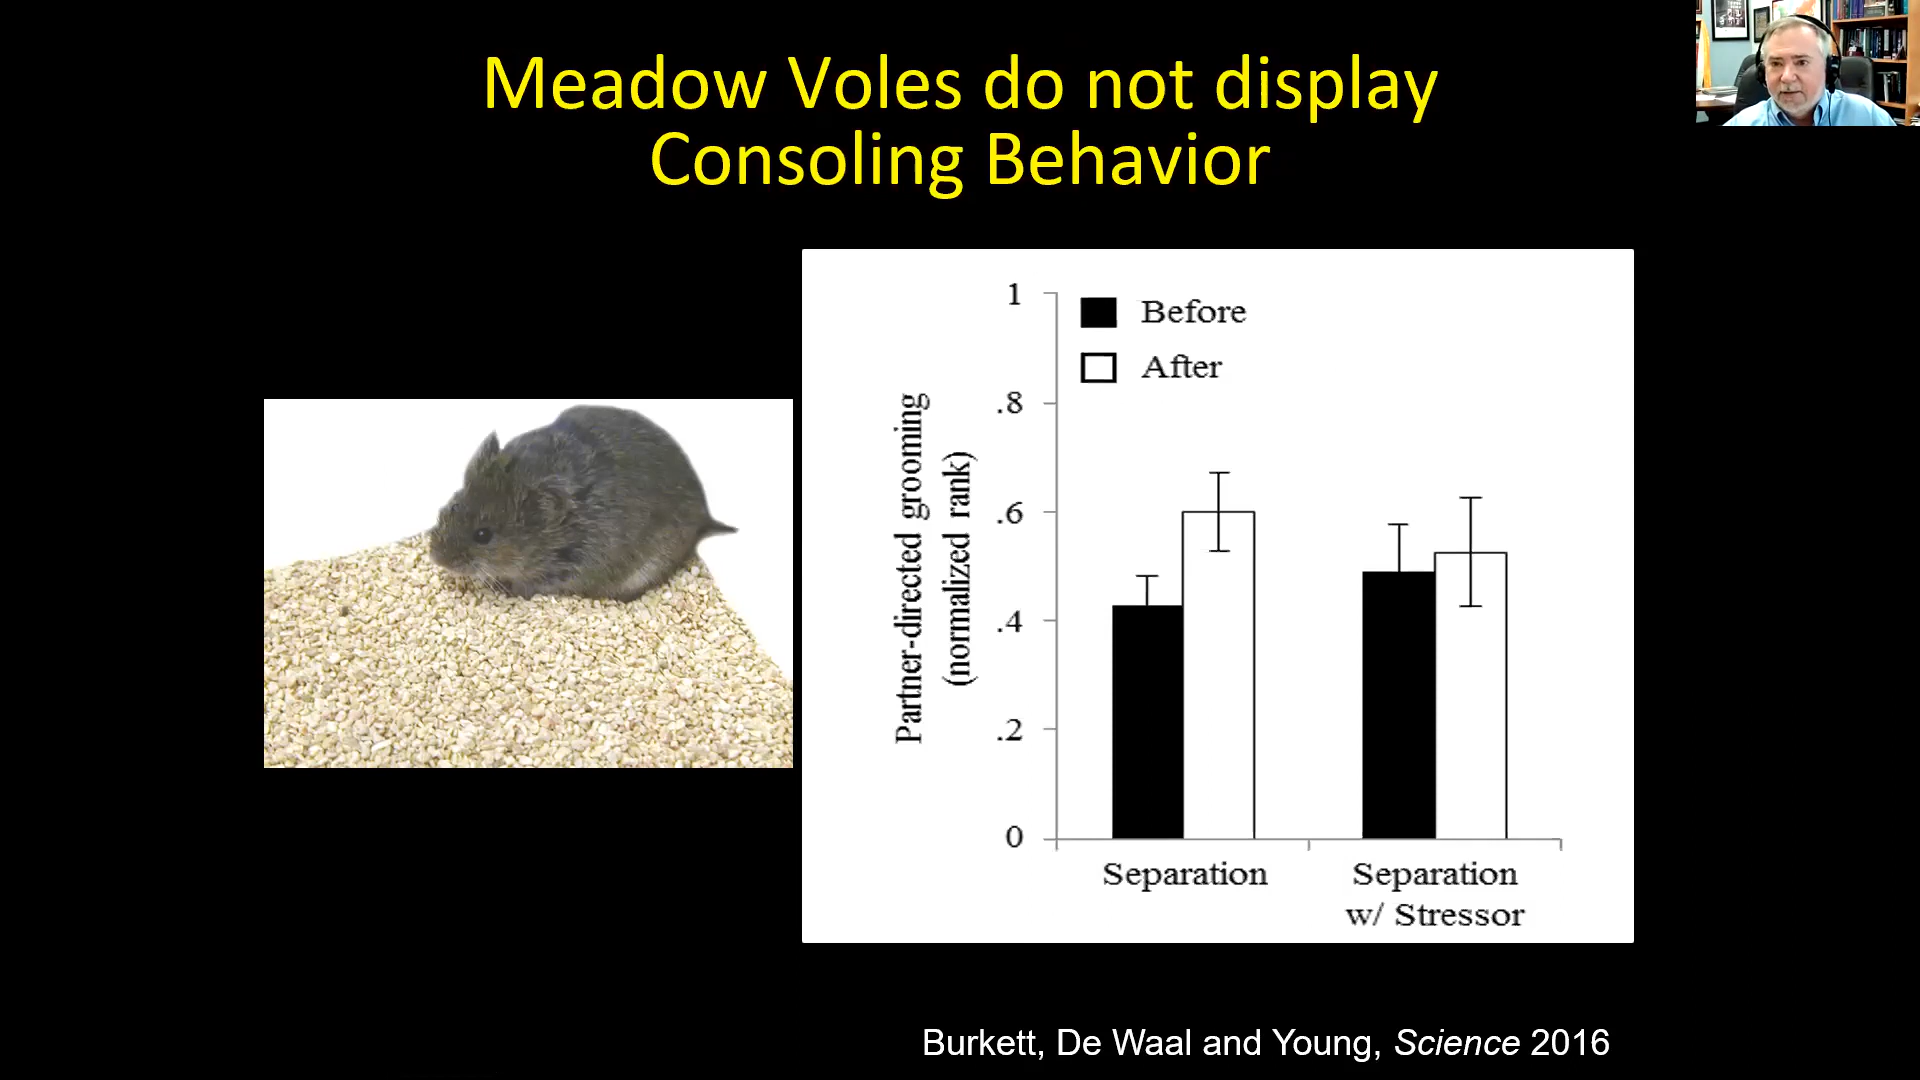 Meadow Voles do not display
Consoling Behavior
1
Before
After
.8
.6
.4
.2
0
Partner-directed grooming
(normalized rank)
Separation
Separation
w/ Stressor
Burkett, De Waal and Young, Science 2016